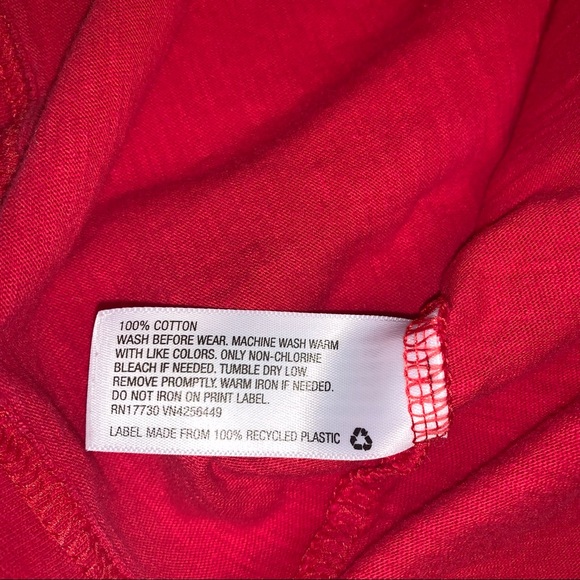 100% COTTON
WASH BEFORE WEAR. MACHINE WASH WARM
WITH LIKE COLORS. ONLY NON-CHLORINE
BLEACH IF NEEDED. TUMBLE DRY LOW.
REMOVE PROMPTLY. WARM IRON IF NEEDED.
DO NOT IRON ON PRINT LABEL.
RN17730 VN4256449
LABEL MADE FROM 100% RECYCLED PLASTIC